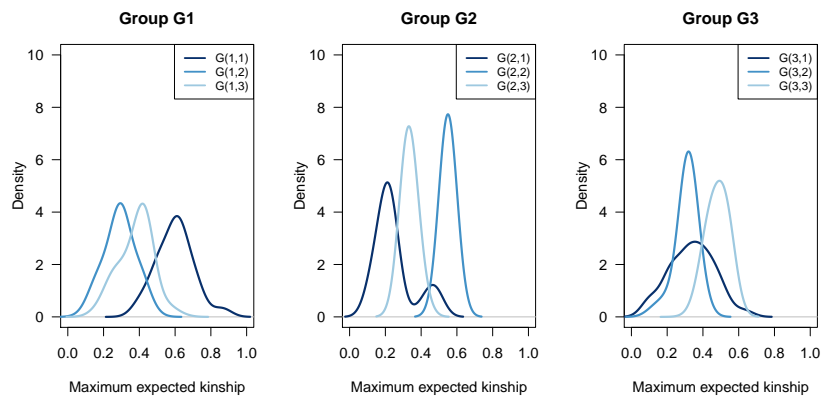 Group G1
Group G2
Group G3
10
8
6
4
2
0
Density
G(1,1)
G(1,2)
G(1,3)
0.0 0.2 0.4 0.6 0.8 1.0
Maximum expected kinship
10
8
6
4
2
0
Density
G(2,1)
G(2,2)
G(2,3)
0.0 0.2 0.4 0.6 0.8 1.0
Maximum expected kinship
10
8
6
4
2
0
Density
G(3,1)
G(3,2)
G(3,3)
0.0 0.2 0.4 0.6 0.8 1.0
Maximum expected kinship